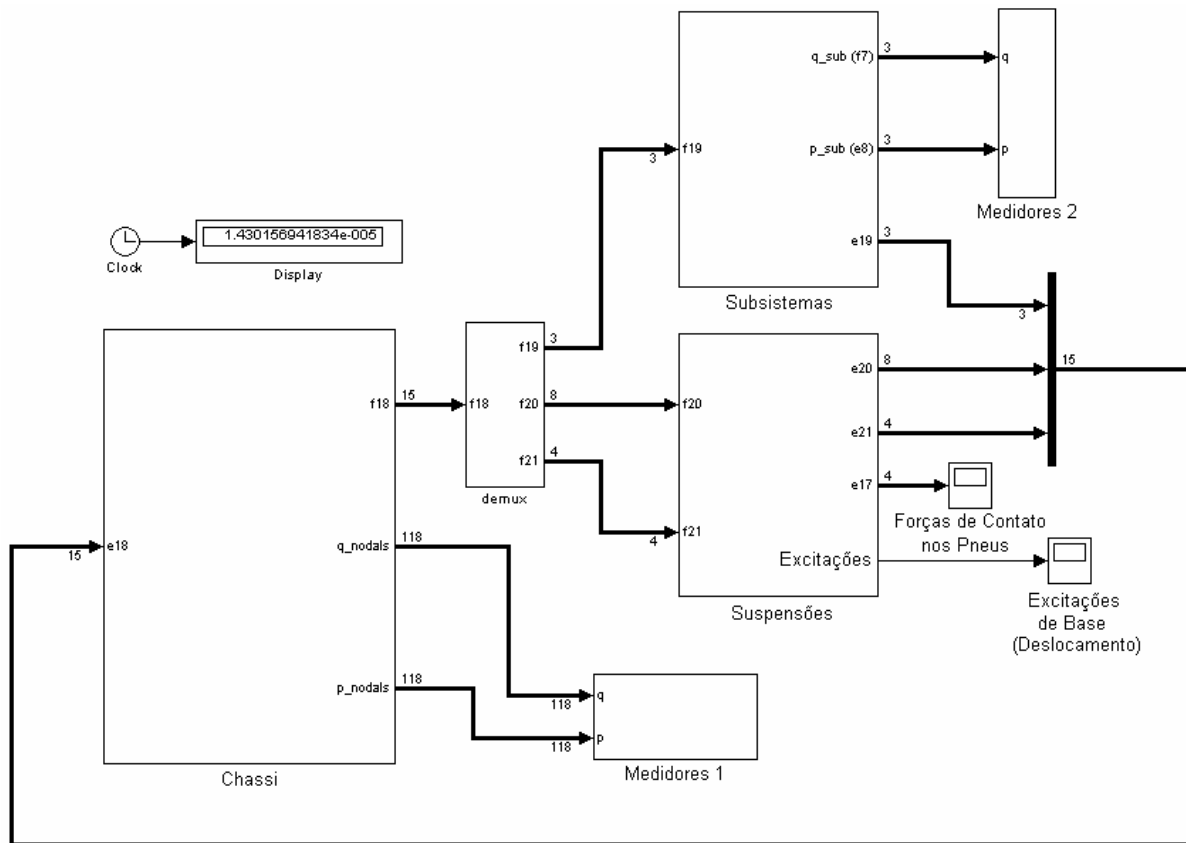 q_sub (f7)
3
q
f19
3
p_sub (e8)
3
p
Medidores 2
1.430156941834e-005
Clock
Display
e19
3
Subsistemas
3
f19
3
e20
8
15
f18
15
f18
f20
8
f20
e21
4
f21
4
e17
4
demux
Forças de Contato
nos Pneus
e18
15
q_nodals
118
f21
4
Excitações
Suspensões
Excitações
de Base
(Deslocamento)
p_nodals
118
q
118
p
118
Chassi
Medidores 1